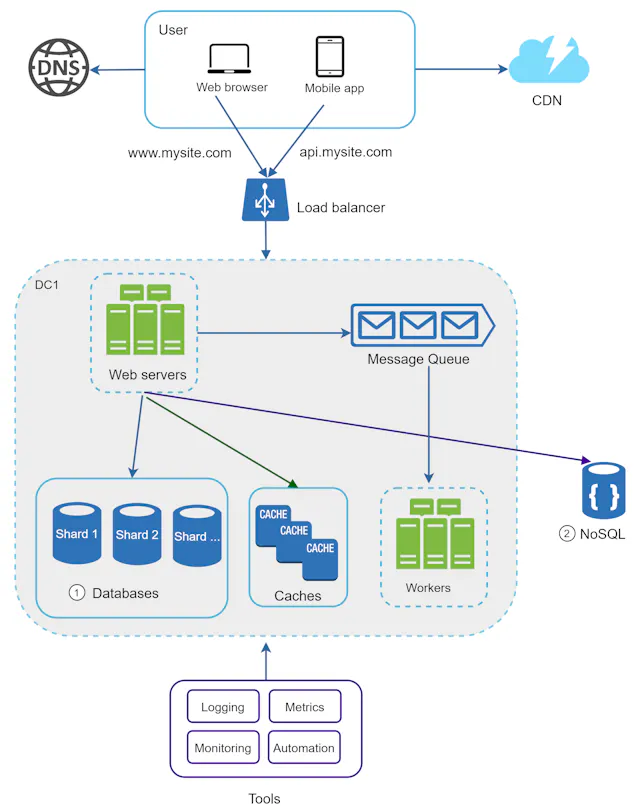 User
DNS
Web browser
Mobile app
CDN
www.mysite.com
api.mysite.com
Load balancer
DC1
Web servers
Message Queue
Shard 1
Shard 2
Shard ...
1 Databases
CACHE
CACHE
CACHE
Caches
Workers
{ }
2 NoSQL
Logging
Metrics
Monitoring
Automation
Tools